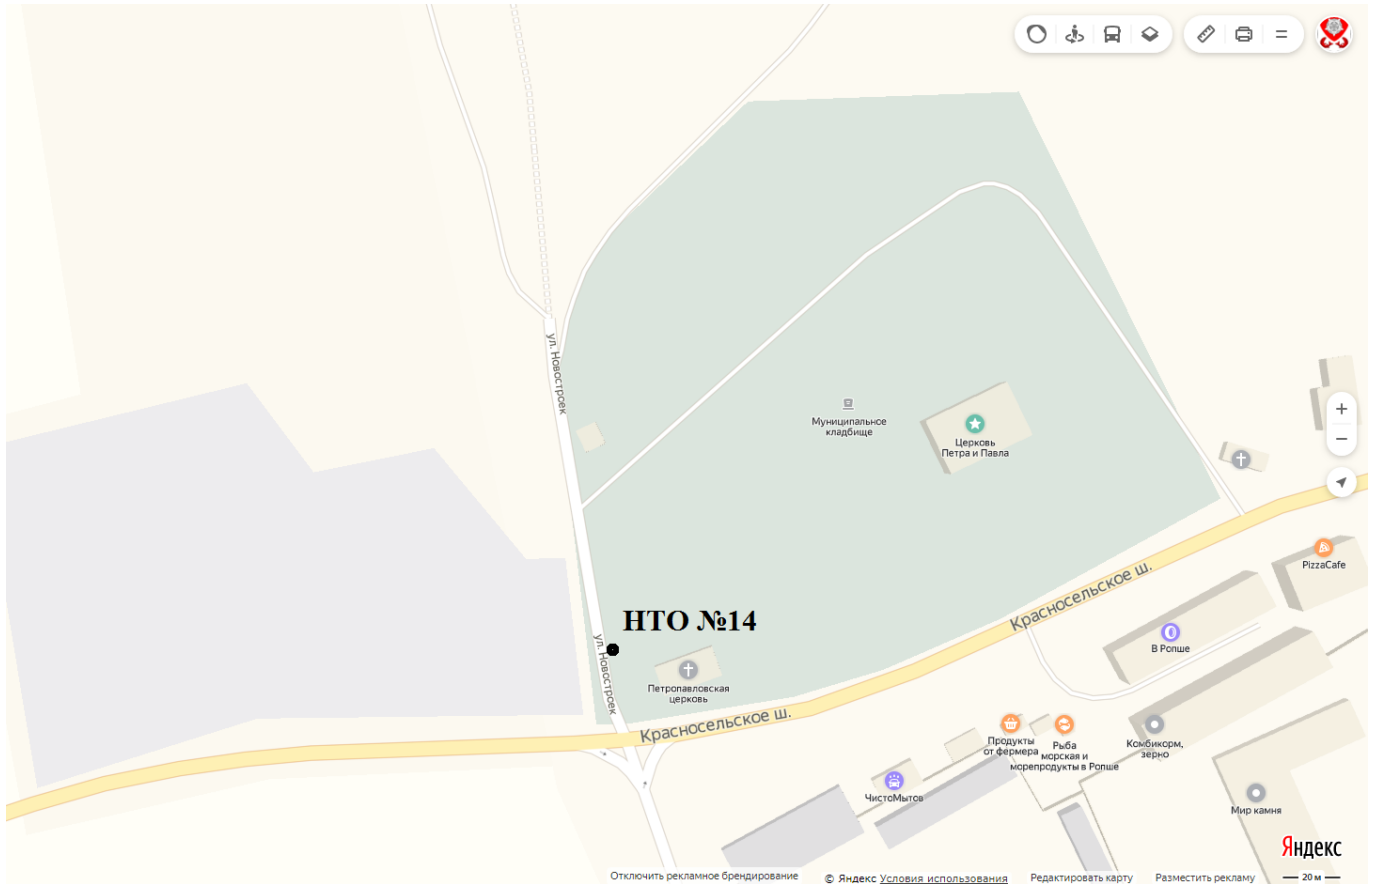 ул. Новостроек
Муниципальное
кладбище
Церковь
Петра и Павла
PizzaCafe
Красносельское ш.
НТО №14
В Ропше
ул. Новостроек
Петропавловская
церковь
Красносельское ш.
Продукты
от фермера
Рыба
морская и
морепродукты в Ропше
Комбикорм,
зерно
ЧистоМытов
Мир камня
Яндекс
Отключить рекламное брендирование
© Яндекс Условия использования
Редактировать карту
Разместить рекламу
20 м